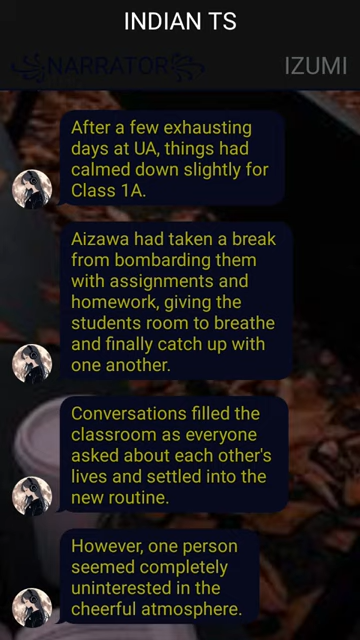 INDIAN TS
NARRATOR
IZUMI
After a few exhausting
days at UA, things had
calmed down slightly for
Class 1A.
Aizawa had taken a break
from bombarding them
with assignments and
homework, giving the
students room to breathe
and finally catch up with
one another.
Conversations filled the
classroom as everyone
asked about each other's
lives and settled into the
new routine.
However, one person
seemed completely
uninterested in the
cheerful atmosphere.